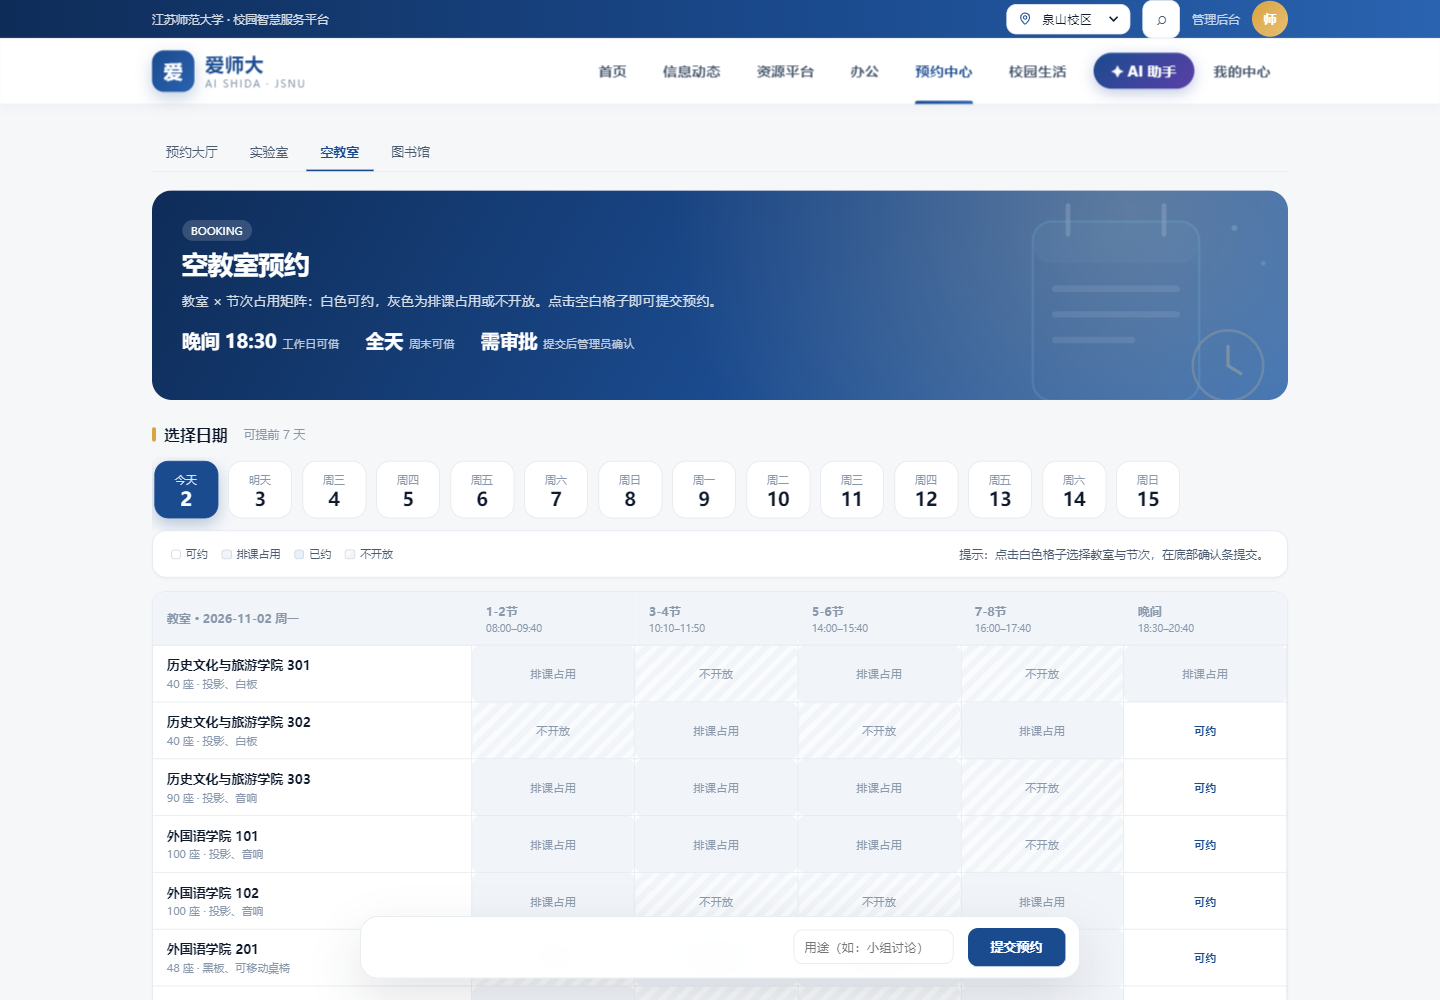 江苏师范大学 · 校园智慧服务平台
泉山校区
管理后台
师
爱
爱师大
AI SHIDA · JSNU
首页
信息动态
资源平台
办公
预约中心
校园生活
✦ AI 助手
我的中心
预约大厅
实验室
空教室
图书馆
BOOKING
空教室预约
教室 × 节次占用矩阵：白色可约，灰色为排课占用或不开放。点击空白格子即可提交预约。
晚间 18:30 工作日可借
全天 周末可借
需审批 提交后管理员确认
选择日期 可提前 7 天
今天 2
明天 3
周三 4
周四 5
周五 6
周六 7
周日 8
周一 9
周二 10
周三 11
周四 12
周五 13
周六 14
周日 15
可约 排课占用 已约 不开放
提示：点击白色格子选择教室与节次，在底部确认条提交。
教室 · 2026-11-02 周一
1-2节
08:00–09:40
3-4节
10:10–11:50
5-6节
14:00–15:40
7-8节
16:00–17:40
晚间
18:30–20:40
历史文化与旅游学院 301
40 座 · 投影、白板
排课占用 不开放 排课占用 不开放 排课占用
历史文化与旅游学院 302
40 座 · 投影、白板
不开放 排课占用 不开放 排课占用 可约
历史文化与旅游学院 303
90 座 · 投影、音响
排课占用 排课占用 排课占用 不开放 可约
外国语学院 101
100 座 · 投影、音响
排课占用 排课占用 排课占用 不开放 可约
外国语学院 102
100 座 · 投影、音响
排课占用 不开放 不开放 排课占用 可约
外国语学院 201
48 座 · 黑板、可移动桌椅
可约
用途（如：小组讨论）
提交预约